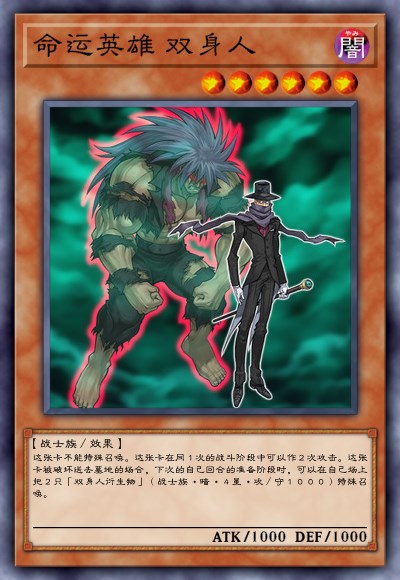 命运英雄 双身人
やみ
闇
【战士族／效果】
这张卡不能特殊召唤。这张卡在同1次的战斗阶段中可以作2次攻击。这张
卡被破坏送去墓地的场合，下次的自己回合的准备阶段时，可以在自己场上
把2只「双身人衍生物」（战士族・暗・4星・攻／守1000）特殊召
唤。
ATK/1000 DEF/1000